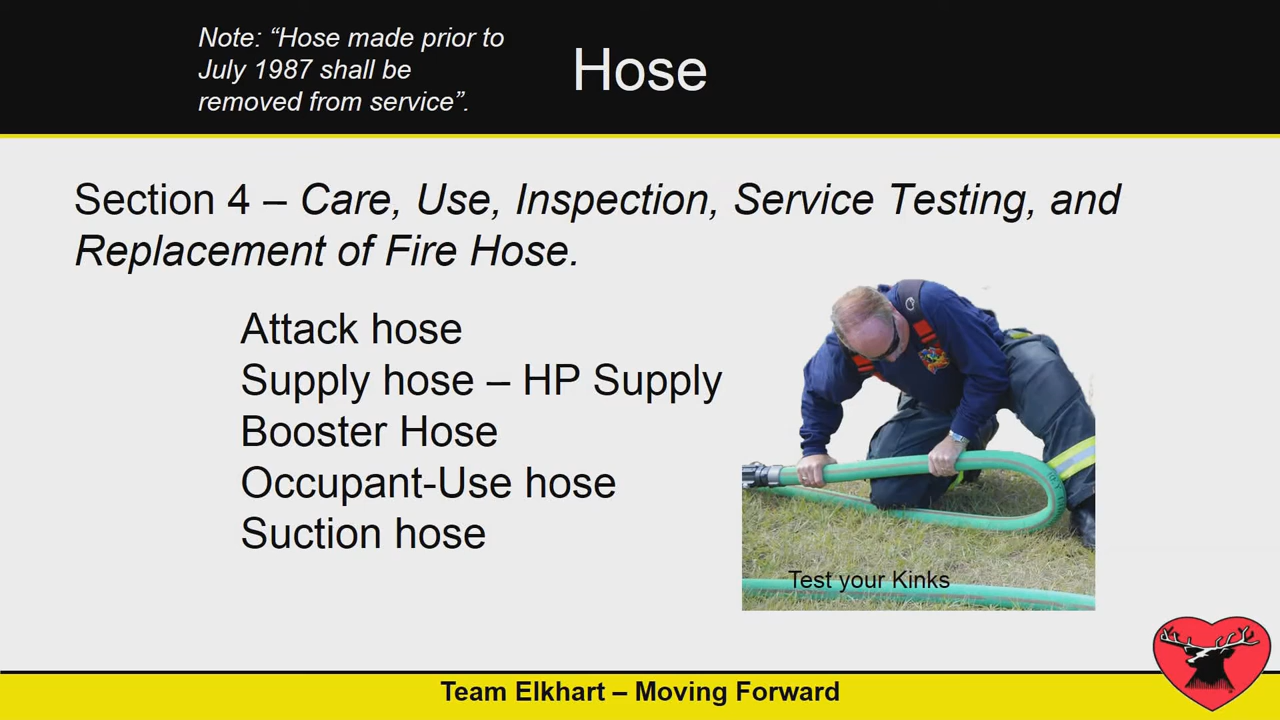 Note: “Hose made prior to
July 1987 shall be
removed from service”.
Hose
Section 4 – Care, Use, Inspection, Service Testing, and
Replacement of Fire Hose.
Attack hose
Supply hose – HP Supply
Booster Hose
Occupant-Use hose
Suction hose
Test your Kinks
Team Elkhart – Moving Forward